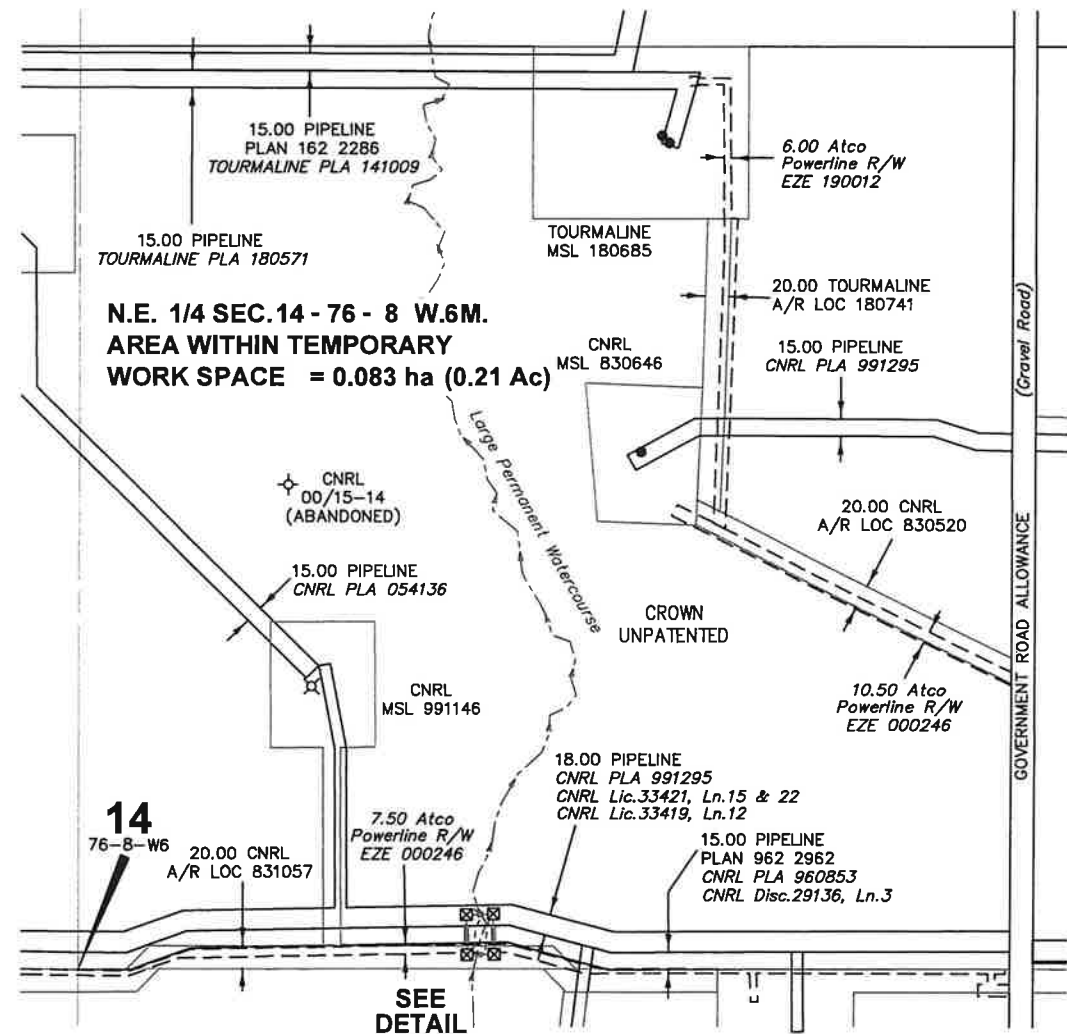 15.00 PIPELINE
PLAN 162 2286
TOURMALINE PLA 141009
6.00 Atco
Powerline R/W
EZE 190012
15.00 PIPELINE
TOURMALINE PLA 180571
TOURMALINE
MSL 180685
20.00 TOURMALINE
A/R LOC 180741
N.E. 1/4 SEC.14 - 76 - 8 W.6M.
AREA WITHIN TEMPORARY
WORK SPACE = 0.083 ha (0.21 Ac)
CNRL
MSL 830646
15.00 PIPELINE
CNRL PLA 991295
(Gravel Road)
GOVERNMENT ROAD ALLOWANCE
Large Permanent Watercourse
CNRL
00/15-14
(ABANDONED)
20.00 CNRL
A/R LOC 830520
15.00 PIPELINE
CNRL PLA 054136
CROWN
UNPATENTED
CNRL
MSL 991146
10.50 Atco
Powerline R/W
EZE 000246
18.00 PIPELINE
CNRL PLA 991295
CNRL Lic.33421, Ln.15 & 22
CNRL Lic.33419, Ln.12
14
76-8-W6
20.00 CNRL
A/R LOC 831057
7.50 Atco
Powerline R/W
EZE 000246
15.00 PIPELINE
PLAN 962 2962
CNRL PLA 960853
CNRL Disc.29136, Ln.3
SEE
DETAIL